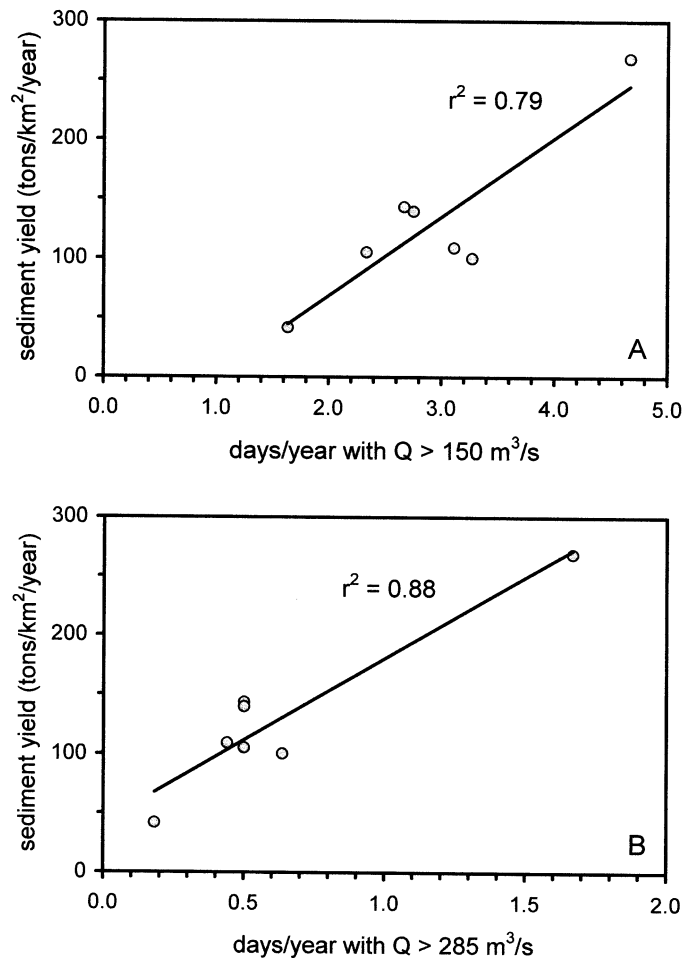 300
200
100
0
sediment yield (tons/km²/year)
r² = 0.79
A
0.0 1.0 2.0 3.0 4.0 5.0
days/year with Q > 150 m³/s
300
200
100
0
sediment yield (tons/km²/year)
r² = 0.88
B
0.0 0.5 1.0 1.5 2.0
days/year with Q > 285 m³/s